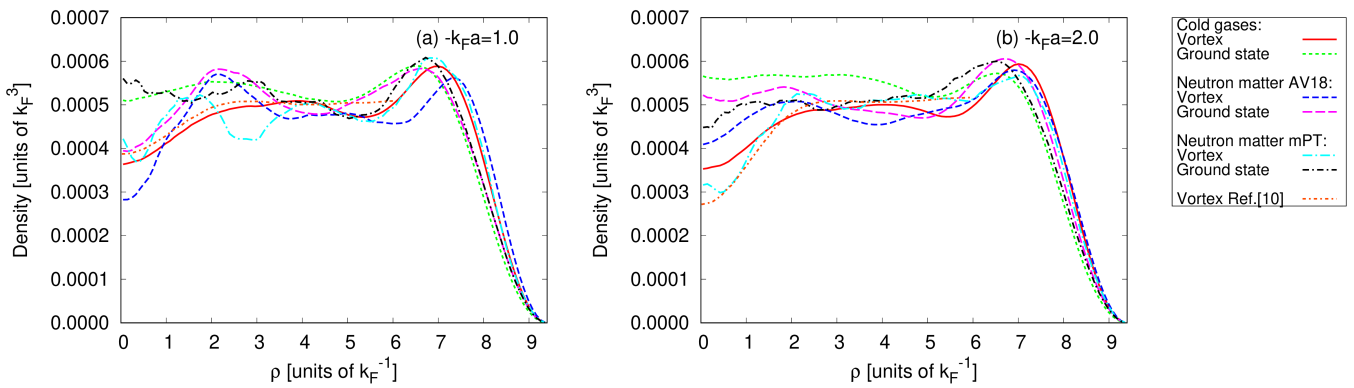 0.0007
0.0006
0.0005
0.0004
0.0003
0.0002
0.0001
0.0000
Density [units of k_F^3]
(a) -k_Fa=1.0
0 1 2 3 4 5 6 7 8 9
ρ [units of k_F^-1]
0.0007
0.0006
0.0005
0.0004
0.0003
0.0002
0.0001
0.0000
Density [units of k_F^3]
(b) -k_Fa=2.0
0 1 2 3 4 5 6 7 8 9
ρ [units of k_F^-1]
Cold gases:
Vortex
Ground state
Neutron matter AV18:
Vortex
Ground state
Neutron matter mPT:
Vortex
Ground state
Vortex Ref.[10]